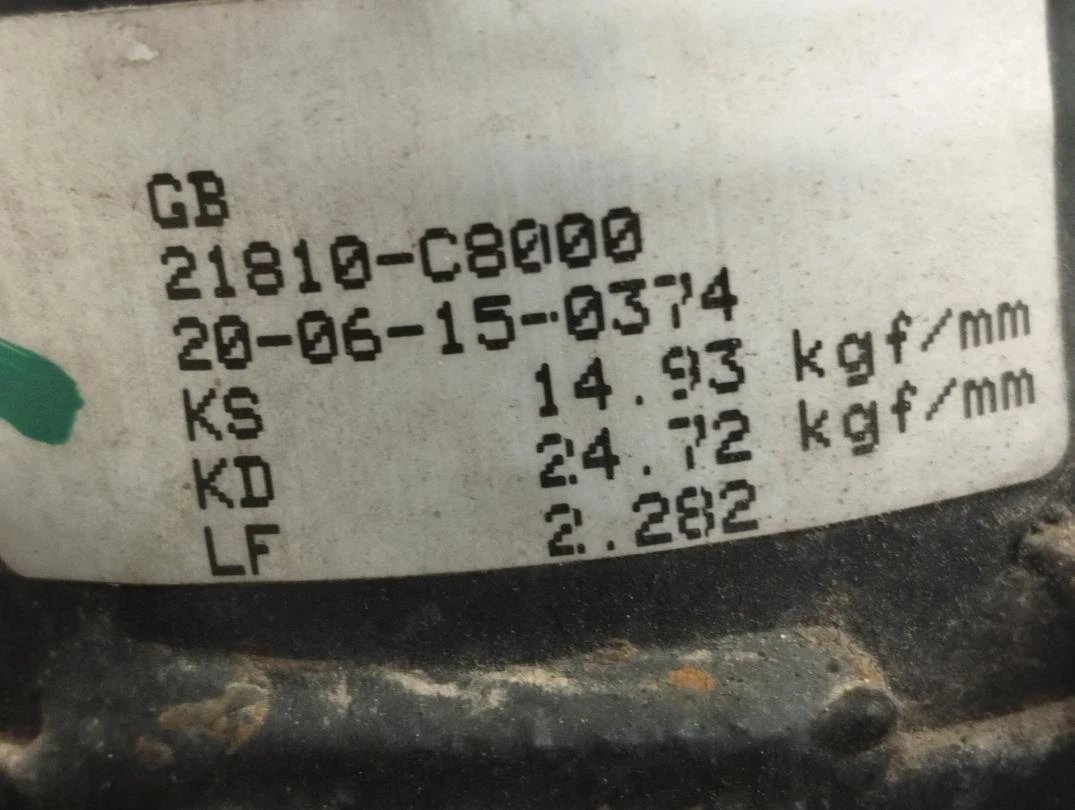 GB
21810-C8000
20-06-15-0374
KS 14.93 kgf/mm
KD 24.72 kgf/mm
LF 2.282